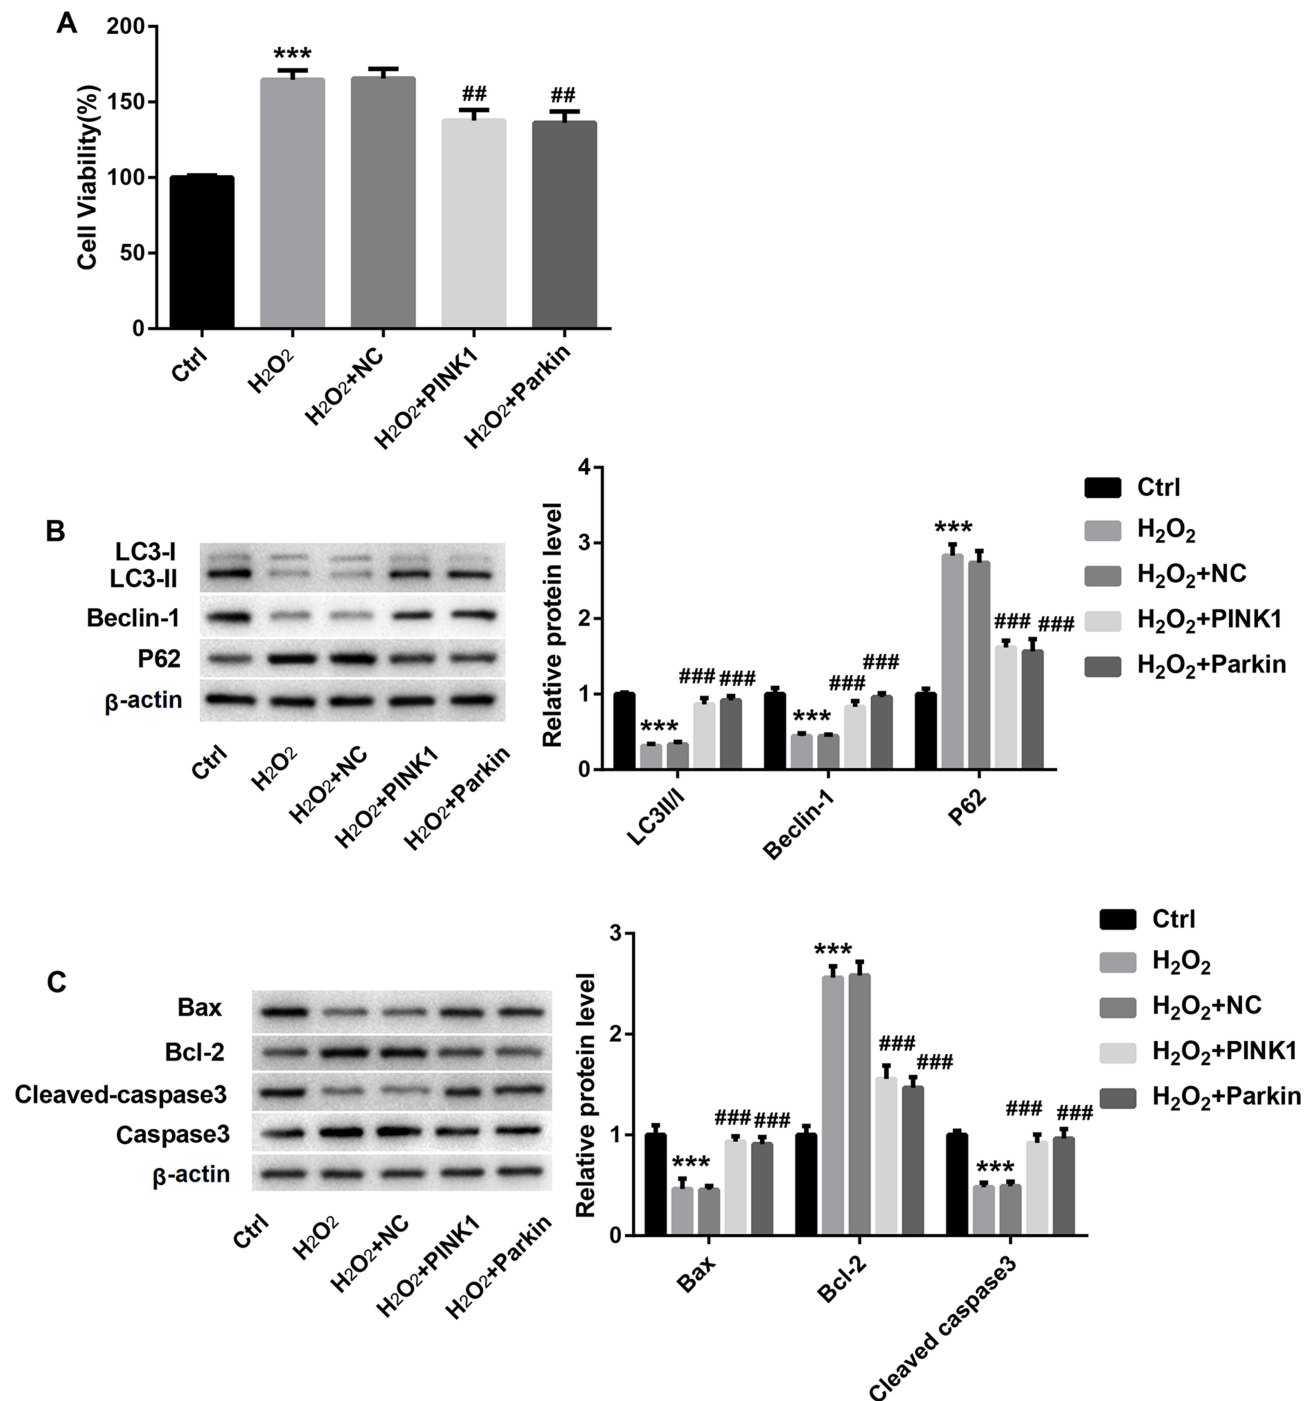 A
Cell Viability(%)
200
150
100
50
0
***
##
##
Ctrl
H₂O₂
H₂O₂+NC
H₂O₂+PINK1
H₂O₂+Parkin
B
LC3-I
LC3-II
Beclin-1
P62
β-actin
Ctrl
H₂O₂
H₂O₂+NC
H₂O₂+PINK1
H₂O₂+Parkin
Relative protein level
4
3
2
1
0
***
###
###
***
###
###
***
###
###
LC3II/I
Beclin-1
P62
Ctrl
H₂O₂
H₂O₂+NC
H₂O₂+PINK1
H₂O₂+Parkin
C
Bax
Bcl-2
Cleaved-caspase3
Caspase3
β-actin
Ctrl
H₂O₂
H₂O₂+NC
H₂O₂+PINK1
H₂O₂+Parkin
Relative protein level
3
2
1
0
***
###
###
***
###
###
***
###
###
Bax
Bcl-2
Cleaved caspase3
Ctrl
H₂O₂
H₂O₂+NC
H₂O₂+PINK1
H₂O₂+Parkin